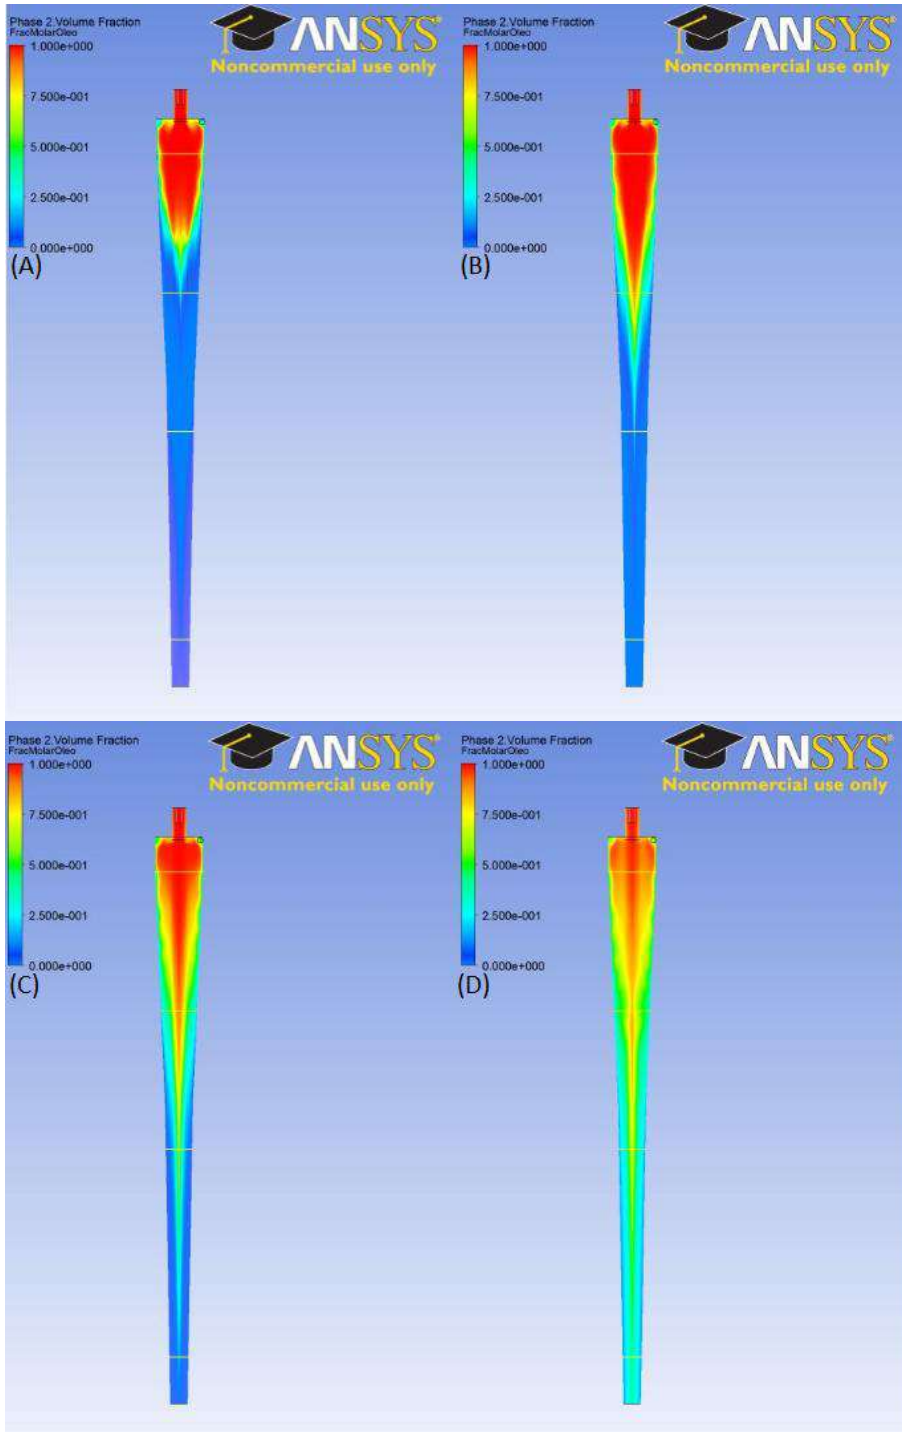 Phase 2.Volume Fraction
FracMolarOleo
1.000e+000
7.500e-001
5.000e-001
2.500e-001
0.000e+000
(A)
ANSYS®
Noncommercial use only
Phase 2.Volume Fraction
FracMolarOleo
1.000e+000
7.500e-001
5.000e-001
2.500e-001
0.000e+000
(B)
ANSYS®
Noncommercial use only
Phase 2.Volume Fraction
FracMolarOleo
1.000e+000
7.500e-001
5.000e-001
2.500e-001
0.000e+000
(C)
ANSYS®
Noncommercial use only
Phase 2.Volume Fraction
FracMolarOleo
1.000e+000
7.500e-001
5.000e-001
2.500e-001
0.000e+000
(D)
ANSYS®
Noncommercial use only